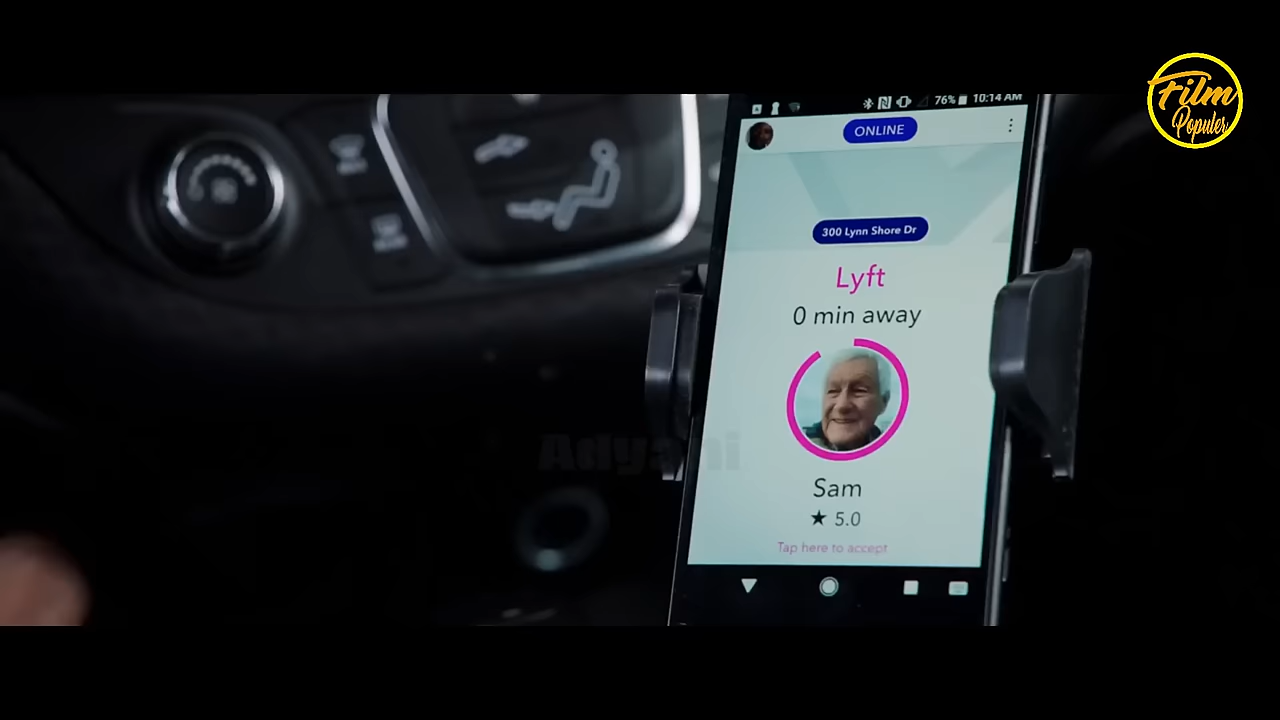 Film
Populer
76%
10:14 AM
ONLINE
300 Lynn Shore Dr
Lyft
0 min away
Sam
★ 5.0
Tap here to accept